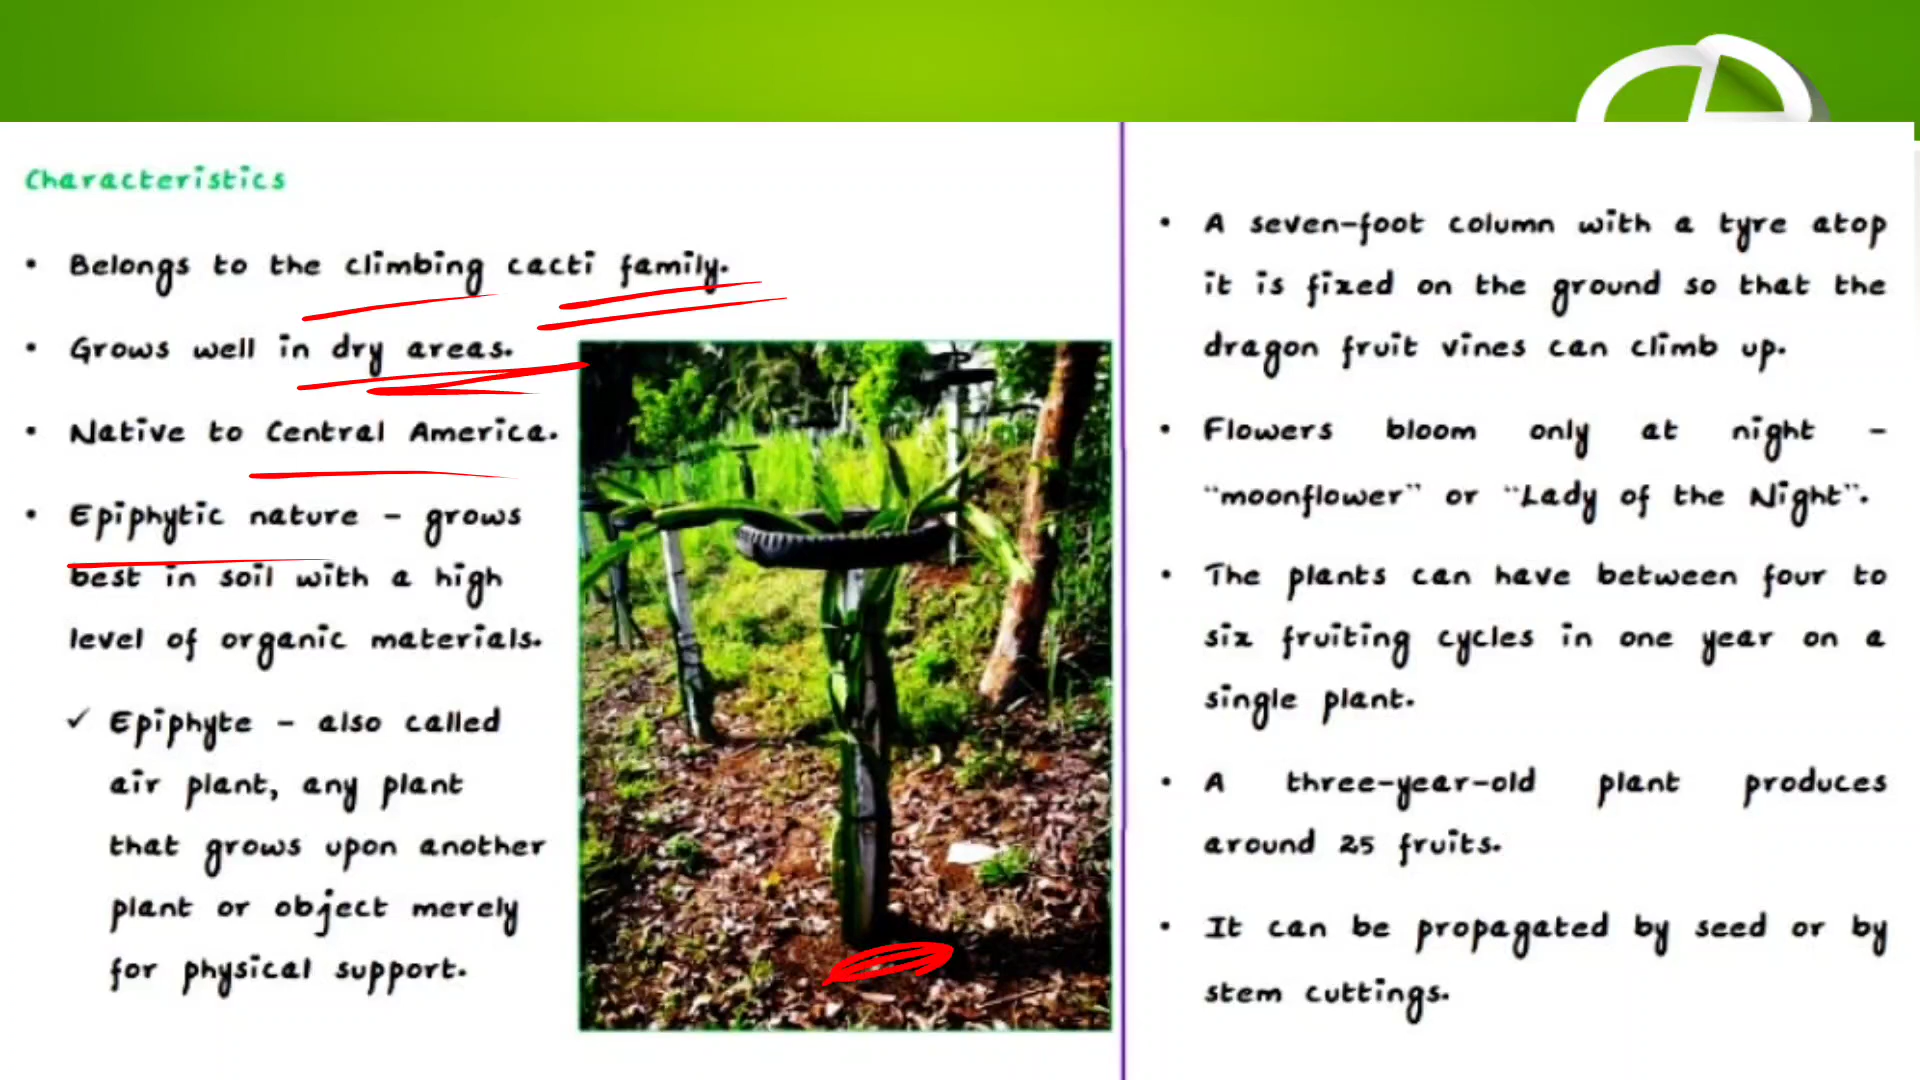 Characteristics
• Belongs to the climbing cacti family.
• Grows well in dry areas.
• Native to Central America.
• Epiphytic nature - grows
best in soil with a high
level of organic materials.
✓ Epiphyte - also called
air plant, any plant
that grows upon another
plant or object merely
for physical support.
• A seven-foot column with a tyre atop
it is fixed on the ground so that the
dragon fruit vines can climb up.
• Flowers bloom only at night -
“moonflower” or “Lady of the Night”.
• The plants can have between four to
six fruiting cycles in one year on a
single plant.
• A three-year-old plant produces
around 25 fruits.
• It can be propagated by seed or by
stem cuttings.